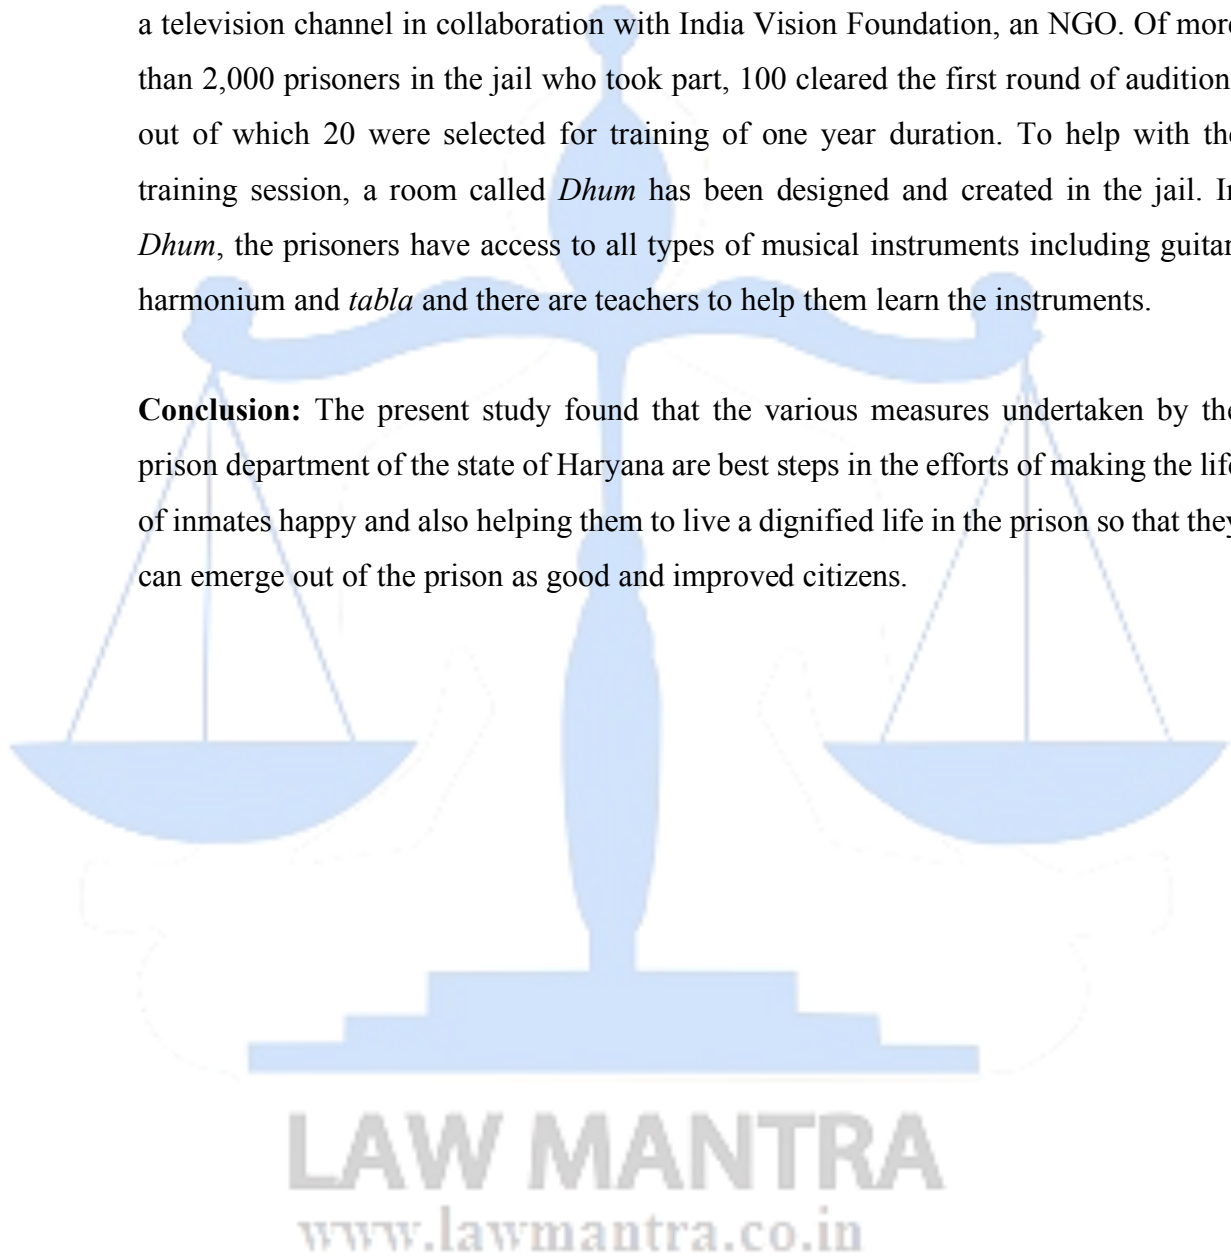 a television channel in collaboration with India Vision Foundation, an NGO. Of more
than 2,000 prisoners in the jail who took part, 100 cleared the first round of audition
out of which 20 were selected for training of one year duration. To help with the
training session, a room called Dhum has been designed and created in the jail. In
Dhum, the prisoners have access to all types of musical instruments including guitar
harmonium and tabla and there are teachers to help them learn the instruments.
Conclusion: The present study found that the various measures undertaken by the
prison department of the state of Haryana are best steps in the efforts of making the life
of inmates happy and also helping them to live a dignified life in the prison so that they
can emerge out of the prison as good and improved citizens.
LAW MANTRA
www.lawmantra.co.in